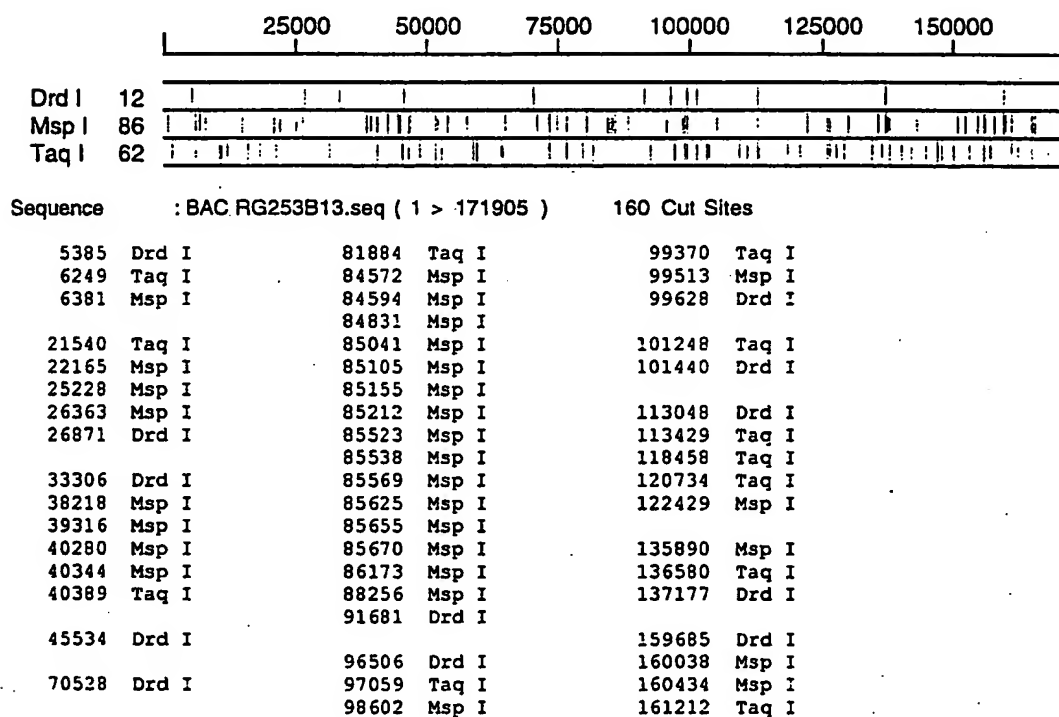 25000 50000 75000 100000 125000 150000
Drd I 12
Msp I 86
Taq I 62
Sequence : BAC RG253B13.seq ( 1 > 171905 ) 160 Cut Sites
5385 Drd I 81884 Taq I 99370 Taq I
6249 Taq I 84572 Msp I 99513 Msp I
6381 Msp I 84594 Msp I 99628 Drd I
84831 Msp I
21540 Taq I 85041 Msp I 101248 Taq I
22165 Msp I 85105 Msp I 101440 Drd I
25228 Msp I 85155 Msp I
26363 Msp I 85212 Msp I 113048 Drd I
26871 Drd I 85523 Msp I 113429 Taq I
85538 Msp I 118458 Taq I
33306 Drd I 85569 Msp I 120734 Taq I
38218 Msp I 85625 Msp I 122429 Msp I
39316 Msp I 85655 Msp I
40280 Msp I 85670 Msp I 135890 Msp I
40344 Msp I 86173 Msp I 136580 Taq I
40389 Taq I 88256 Msp I 137177 Drd I
91681 Drd I
45534 Drd I 159685 Drd I
96506 Drd I 160038 Msp I
70528 Drd I 97059 Taq I 160434 Msp I
98602 Msp I 161212 Taq I